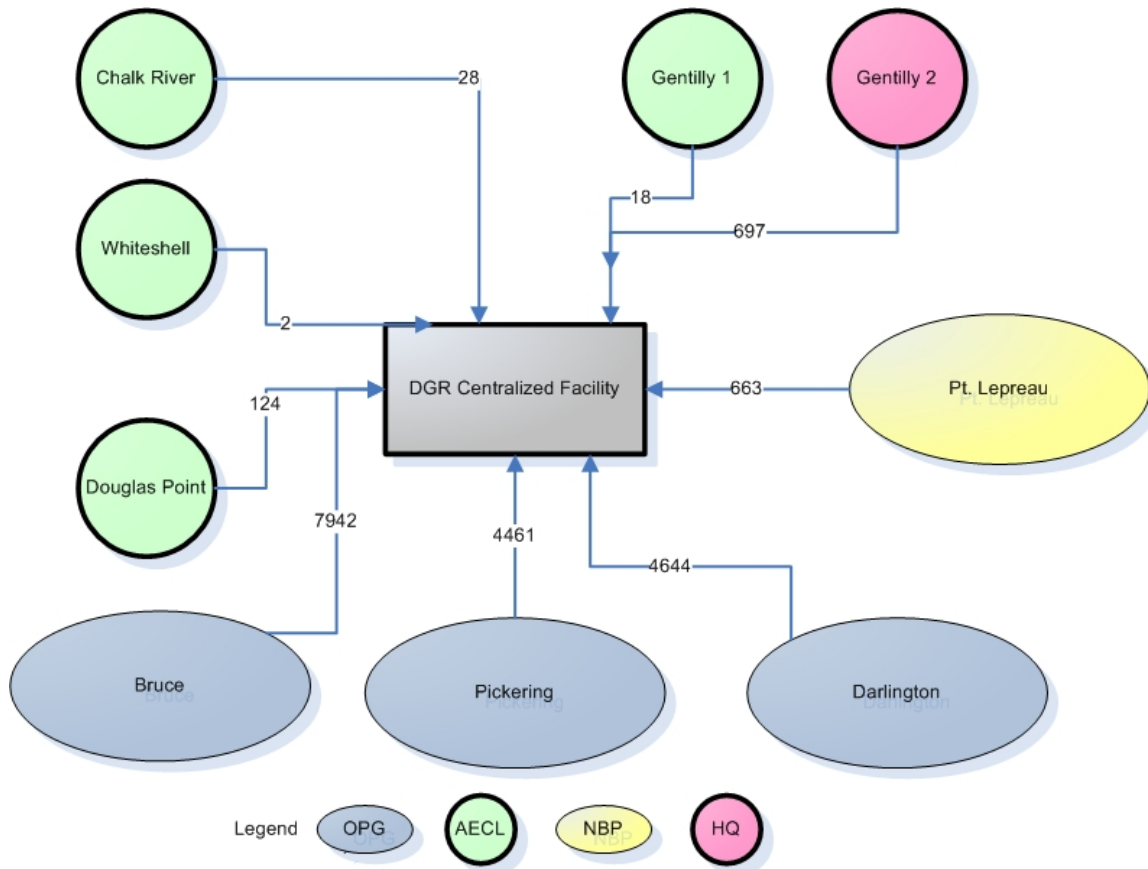 Chalk River
28
Gentilly 1
Gentilly 2
18
697
Whiteshell
2
DGR Centralized Facility
663
Pt. Lepreau
124
Douglas Point
7942
4461
4644
Bruce
Pickering
Darlington
Legend
OPG
AECL
NBP
HQ